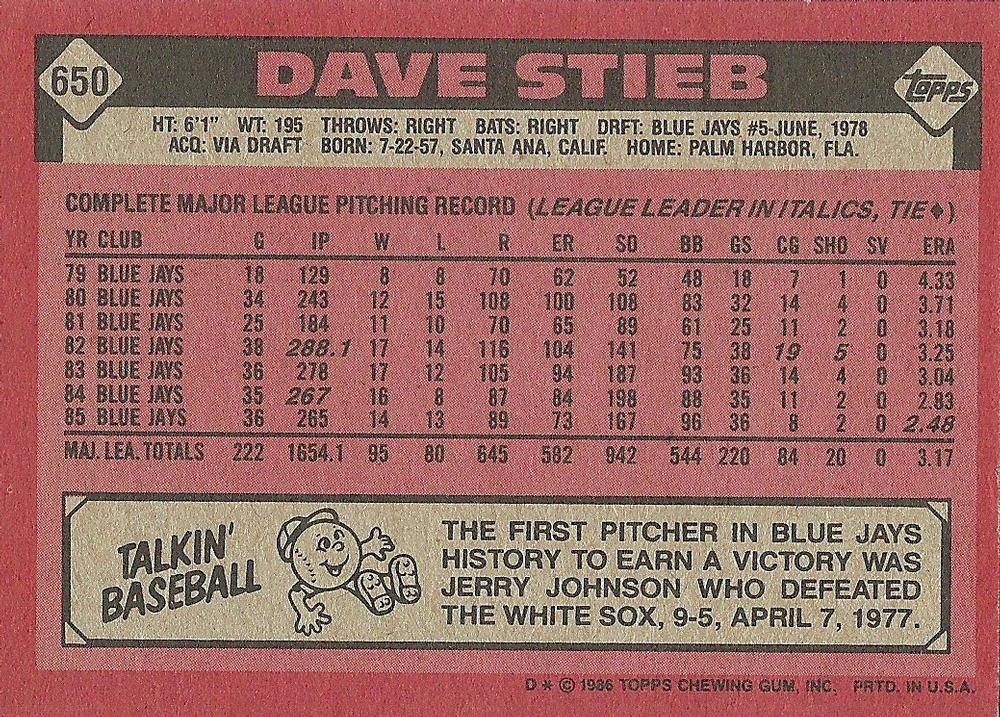 650 DAVE STIEB Topps
HT: 6'1" WT: 195 THROWS: RIGHT BATS: RIGHT DRFT: BLUE JAYS #5-JUNE, 1978
ACQ: VIA DRAFT BORN: 7-22-57, SANTA ANA, CALIF. HOME: PALM HARBOR, FLA.
COMPLETE MAJOR LEAGUE PITCHING RECORD (LEAGUE LEADER IN ITALICS, TIE♦)
YR CLUB G IP W L R ER SO BB GS CG SHO SV ERA
79 BLUE JAYS 18 129 8 8 70 62 52 48 18 7 1 0 4.33
80 BLUE JAYS 34 243 12 15 108 100 108 83 32 14 4 0 3.71
81 BLUE JAYS 25 184 11 10 70 65 89 61 25 11 2 0 3.18
82 BLUE JAYS 38 288.1 17 14 116 104 141 75 38 19 5 0 3.25
83 BLUE JAYS 36 278 17 12 105 94 187 93 36 14 4 0 3.04
84 BLUE JAYS 35 267 16 8 87 84 198 88 35 11 2 0 2.83
85 BLUE JAYS 36 265 14 13 89 73 167 96 36 8 2 0 2.48
MAJ. LEA. TOTALS 222 1654.1 95 80 645 582 942 544 220 84 20 0 3.17
TALKIN' BASEBALL
THE FIRST PITCHER IN BLUE JAYS
HISTORY TO EARN A VICTORY WAS
JERRY JOHNSON WHO DEFEATED
THE WHITE SOX, 9-5, APRIL 7, 1977.
D * © 1986 TOPPS CHEWING GUM, INC. PRTD. IN U.S.A.